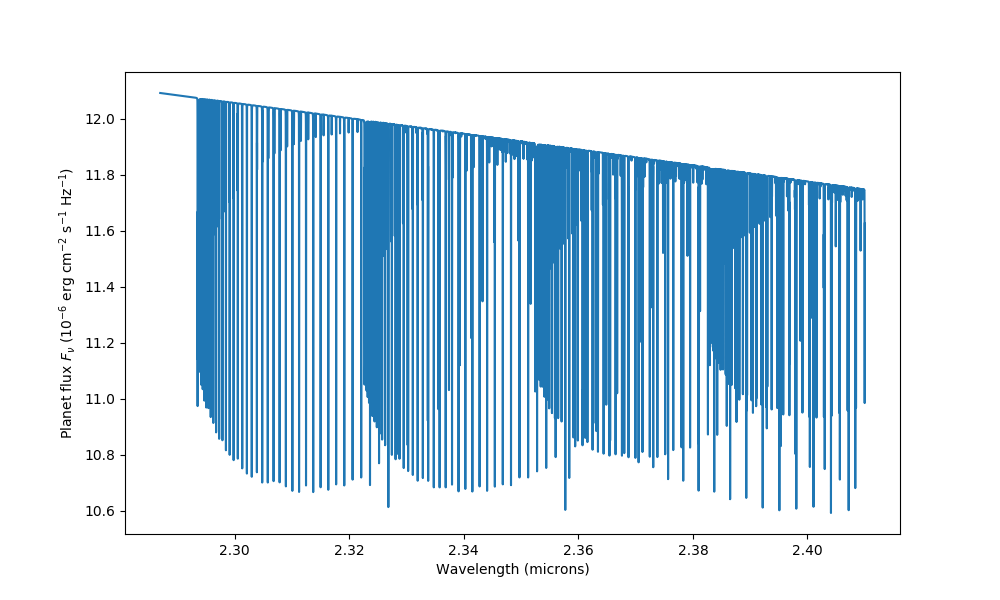 12.0
11.8
11.6
11.4
11.2
11.0
10.8
10.6
Planet flux $F_\nu$ (10$^{-6}$ erg cm$^{-2}$ s$^{-1}$ Hz$^{-1}$)
2.30 2.32 2.34 2.36 2.38 2.40
Wavelength (microns)